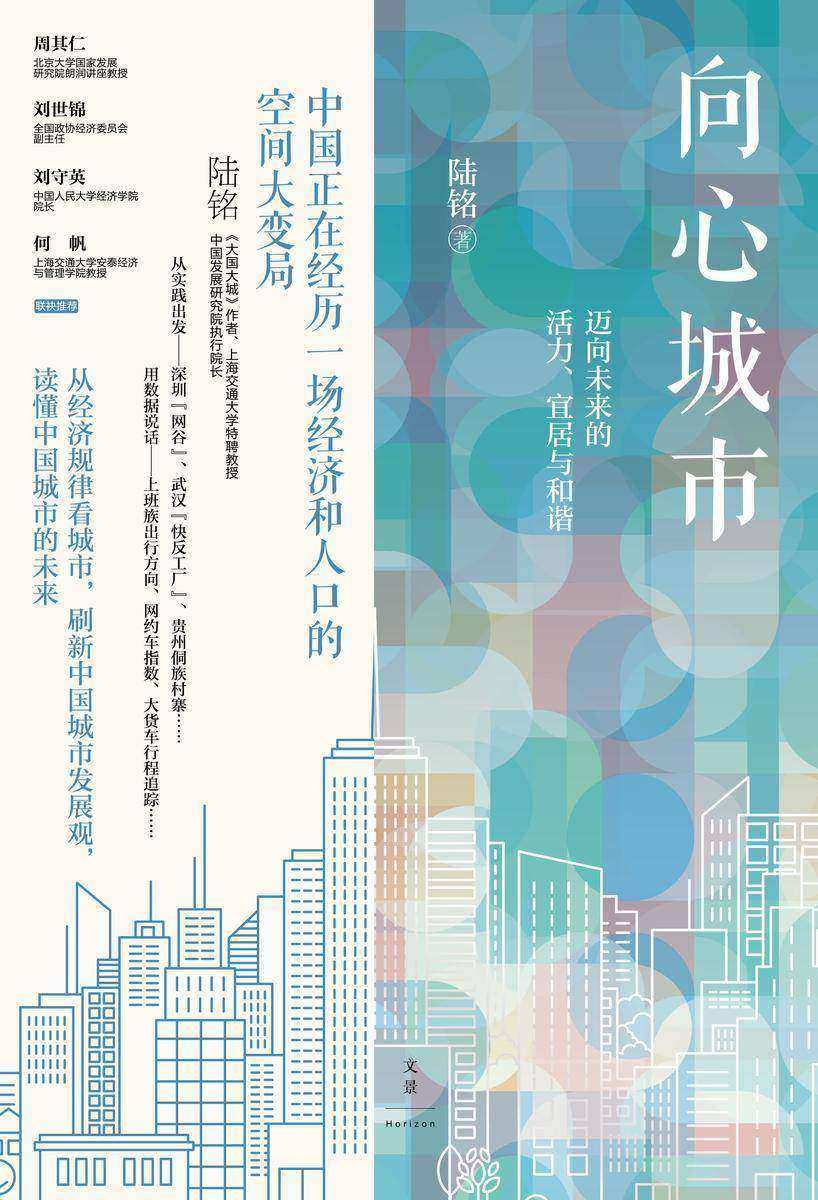 向心城市
陆铭 著
迈向未来的
活力、宜居与和谐
文景
Horizon
中国正在经历一场经济和人口的
空间大变局
陆铭
《大国大城》作者、上海交通大学特聘教授
中国发展研究院执行院长
从实践出发——深圳『网谷』、武汉『快反工厂』、贵州侗族村寨……
用数据说话——上班族出行方向、网约车指数、大货车行程追踪……
从经济规律看城市，刷新中国城市发展观，
读懂中国城市的未来
周其仁
北京大学国家发展
研究院朗润讲座教授
刘世锦
全国政协经济委员会
副主任
刘守英
中国人民大学经济学院
院长
何 帆
上海交通大学安泰经济
与管理学院教授
联袂推荐